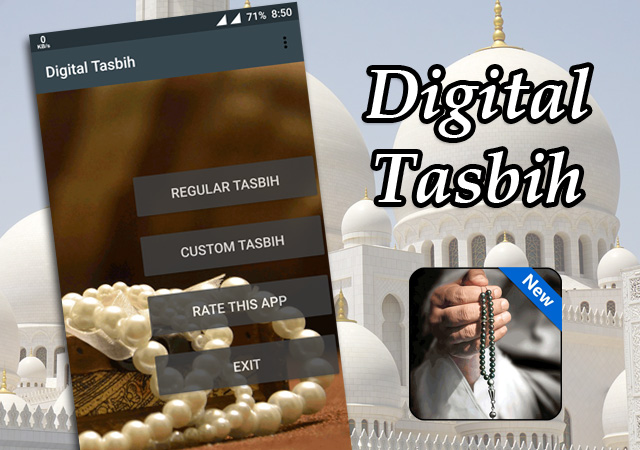 0
KB/s
71% 8:50
Digital Tasbih
REGULAR TASBIH
CUSTOM TASBIH
RATE THIS APP
EXIT
Digital
Tasbih
New